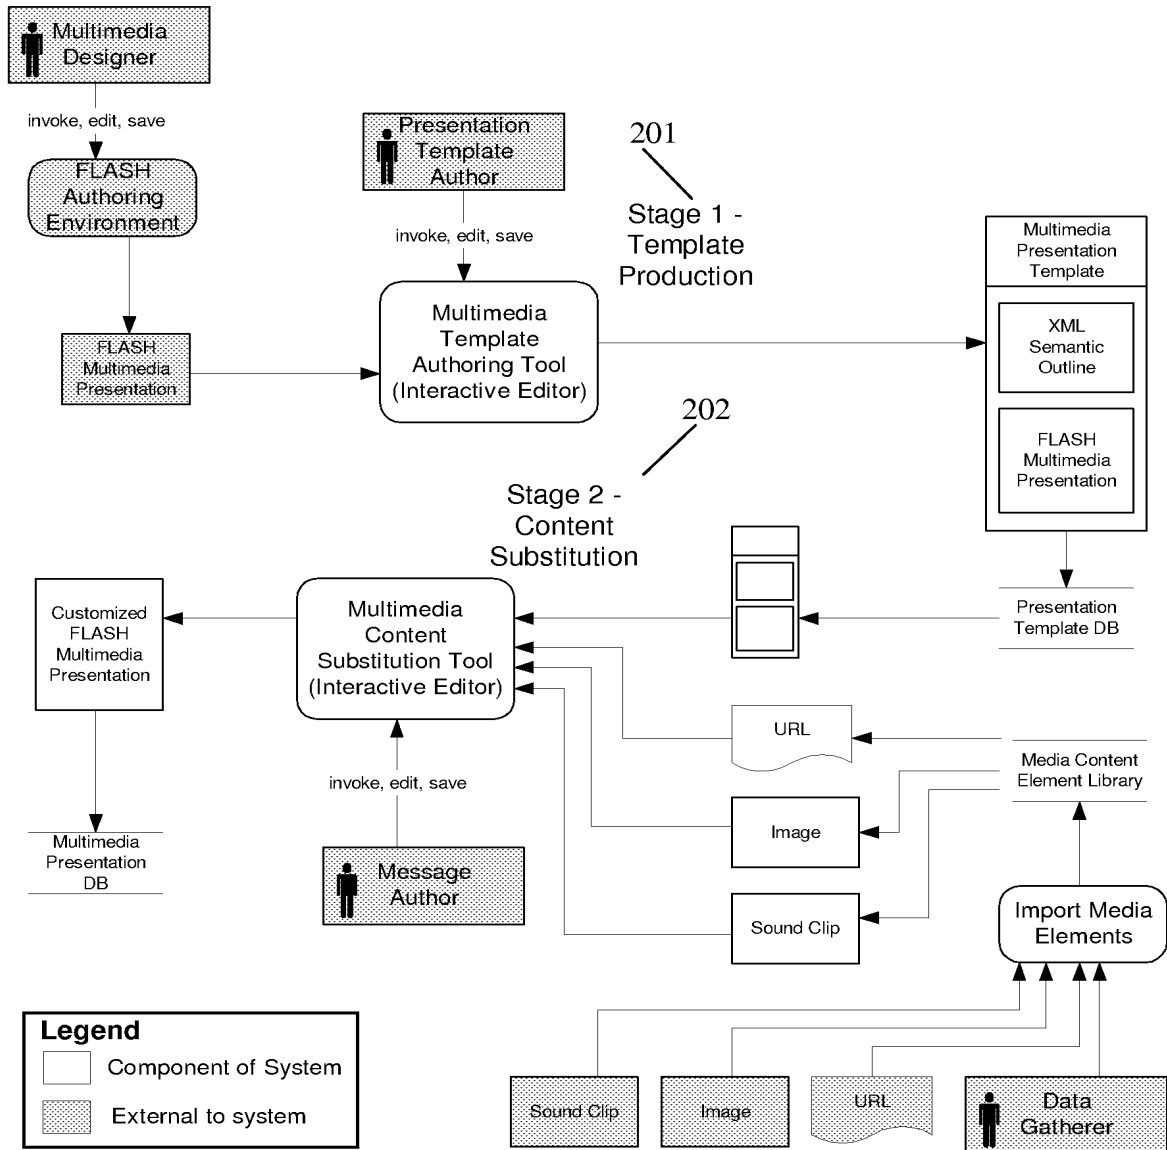 Multimedia
Designer
invoke, edit, save
FLASH
Authoring
Environment
FLASH
Multimedia
Presentation
Presentation
Template
Author
invoke, edit, save
Multimedia
Template
Authoring Tool
(Interactive Editor)
201
Stage 1 -
Template
Production
Multimedia
Presentation
Template
XML
Semantic
Outline
FLASH
Multimedia
Presentation
202
Stage 2 -
Content
Substitution
Presentation
Template DB
Multimedia
Content
Substitution Tool
(Interactive Editor)
Customized
FLASH
Multimedia
Presentation
Multimedia
Presentation
DB
invoke, edit, save
Message
Author
URL
Image
Sound Clip
Media Content
Element Library
Import Media
Elements
Legend
Component of System
External to system
Sound Clip
Image
URL
Data
Gatherer